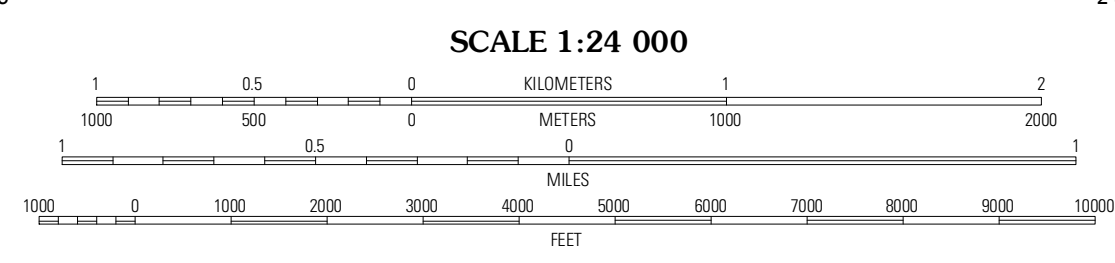 SCALE 1:24 000
1 0.5 0 KILOMETERS 1 2
1000 500 0 METERS 1000 2000
1 0.5 0 1
MILES
1000 0 1000 2000 3000 4000 5000 6000 7000 8000 9000 10000
FEET